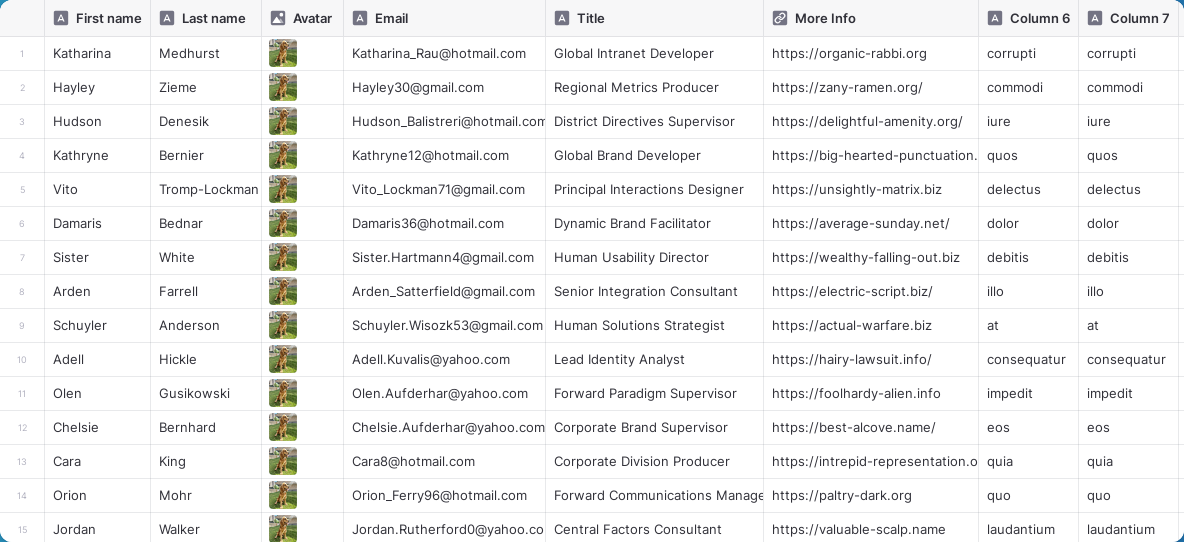 First name Last name Avatar Email Title More Info Column 6 Column 7
1 Katharina Medhurst Katharina_Rau@hotmail.com Global Intranet Developer https://organic-rabbi.org corrupti corrupti
2 Hayley Zieme Hayley30@gmail.com Regional Metrics Producer https://zany-ramen.org/ commodi commodi
3 Hudson Denesik Hudson_Balistreri@hotmail.com District Directives Supervisor https://delightful-amenity.org/ iure iure
4 Kathryne Bernier Kathryne12@hotmail.com Global Brand Developer https://big-hearted-punctuation. quos quos
5 Vito Tromp-Lockman Vito_Lockman71@gmail.com Principal Interactions Designer https://unsightly-matrix.biz delectus delectus
6 Damaris Bednar Damaris36@hotmail.com Dynamic Brand Facilitator https://average-sunday.net/ dolor dolor
7 Sister White Sister.Hartmann4@gmail.com Human Usability Director https://wealthy-falling-out.biz debitis debitis
8 Arden Farrell Arden_Satterfield@gmail.com Senior Integration Consultant https://electric-script.biz/ illo illo
9 Schuyler Anderson Schuyler.Wisozk53@gmail.com Human Solutions Strategist https://actual-warfare.biz at at
10 Adell Hickle Adell.Kuvalis@yahoo.com Lead Identity Analyst https://hairy-lawsuit.info/ consequatur consequatur
11 Olen Gusikowski Olen.Aufderhar@yahoo.com Forward Paradigm Supervisor https://foolhardy-alien.info impedit impedit
12 Chelsie Bernhard Chelsie.Aufderhar@yahoo.com Corporate Brand Supervisor https://best-alcove.name/ eos eos
13 Cara King Cara8@hotmail.com Corporate Division Producer https://intrepid-representation.o quia quia
14 Orion Mohr Orion_Ferry96@hotmail.com Forward Communications Manage https://paltry-dark.org quo quo
15 Jordan Walker Jordan.Rutherford0@yahoo.co Central Factors Consultant https://valuable-scalp.name laudantium laudantium